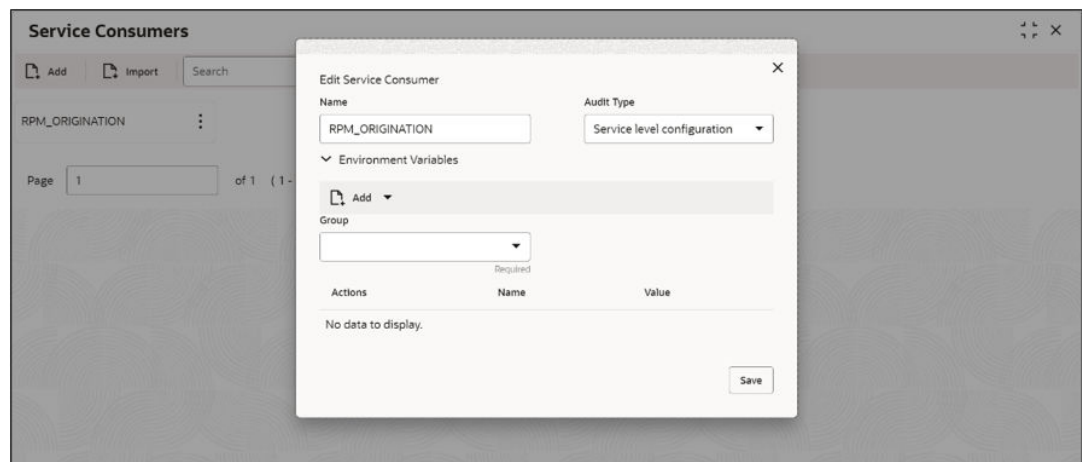 Service Consumers
Add Import Search
RPM_ORIGINATION
Page 1 of 1 (1 -
Edit Service Consumer
Name Audit Type
RPM_ORIGINATION Service level configuration
Environment Variables
Add
Group
Required
Actions Name Value
No data to display.
Save